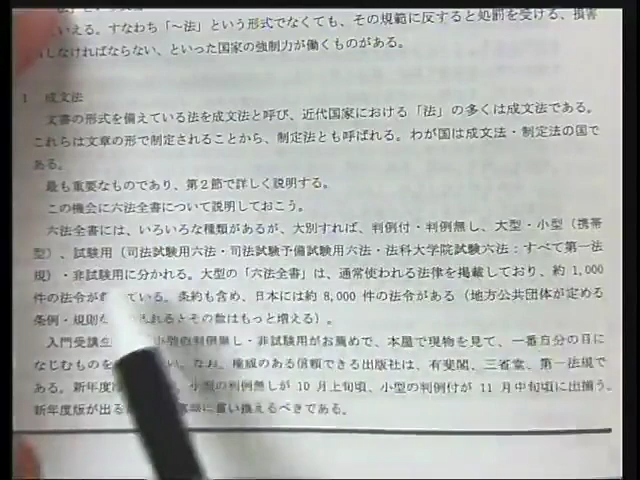 いえる。すなわち「～法」という形式でなくても、その規範に反すると処罰を受ける、損害
しなければならない、といった国家の強制力が働くものがある。
1 成文法
文書の形式を備えている法を成文法と呼び、近代国家における「法」の多くは成文法である。
これらは文章の形で制定されることから、制定法とも呼ばれる。わが国は成文法・制定法の国で
ある。
最も重要なものであり、第2節で詳しく説明する。
この機会に六法全書について説明しておこう。
六法全書には、いろいろな種類があるが、大別すれば、判例付・判例無し、大型・小型(携帯
型)、試験用(司法試験用六法・司法試験予備試験用六法・法科大学院試験六法：すべて第一法
規)・非試験用に分かれる。大型の「六法全書」は、通常使われる法律を掲載しており、約1,000
件の法令が ている。条約も含め、日本には約8,000件の法令がある(地方公共団体が定める
条例・規則な れるとその数はもっと増える)。
入門受講生 小型の判例無し・非試験用がお薦めで、本屋で現物を見て、一番自分の目に
なじむものを い。なお、権威のある信頼できる出版社は、有斐閣、三省堂、第一法規で
ある。新年度 小型の判例無しが10月上旬頃、小型の判例付が11月中旬頃に出揃う。
新年度版が出る に買い換えるべきである。